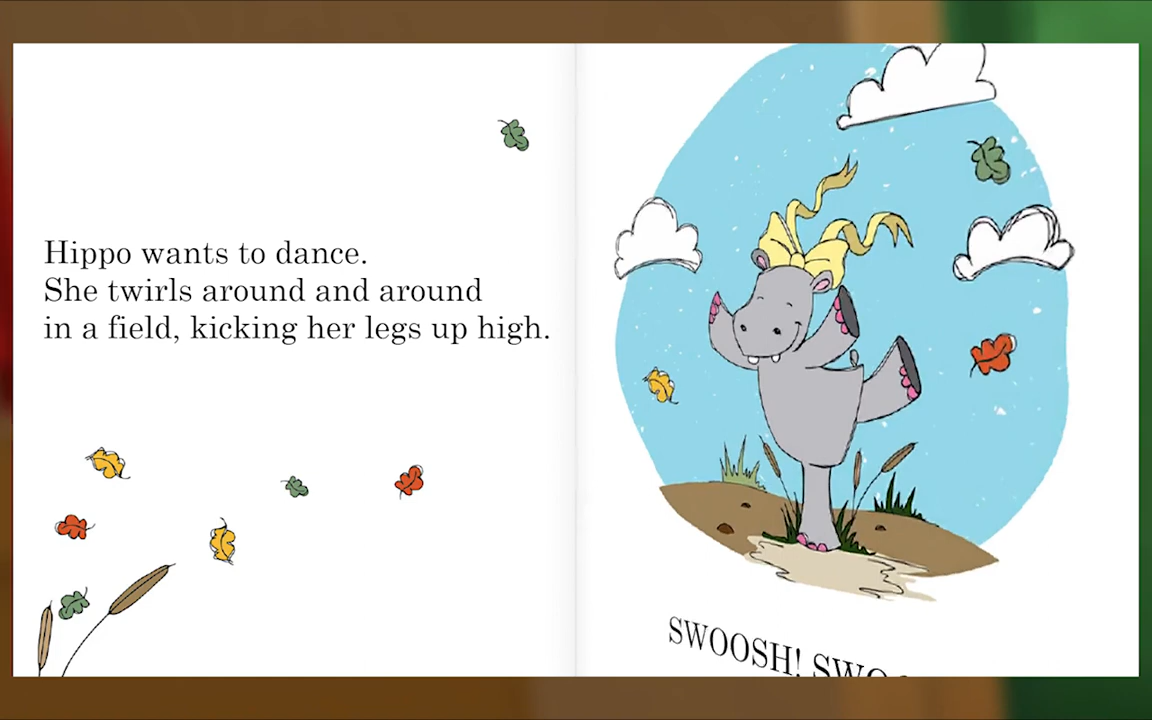 Hippo wants to dance.
She twirls around and around
in a field, kicking her legs up high.
SWOOSH!